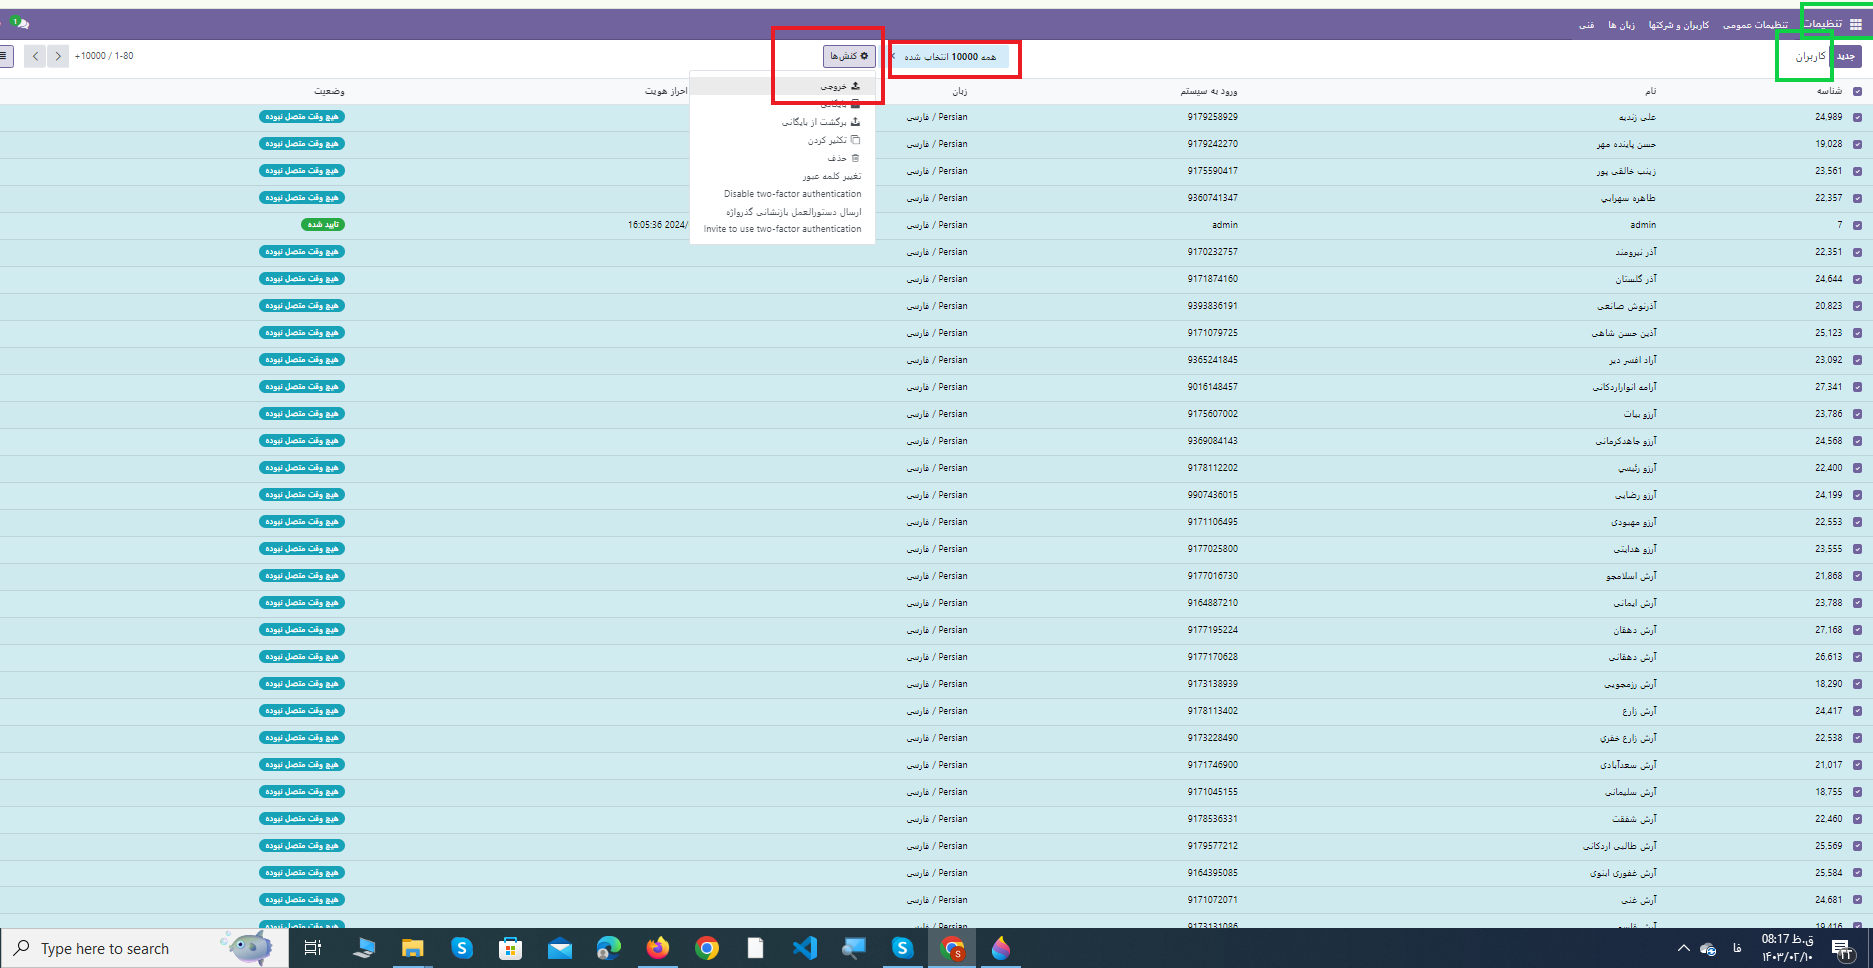 تنظیمات تنظیمات عمومی کاربران و شرکتها زبان ها فنی 1
جدید کاربران همه 10000 انتخاب شده کنش‌ها 1-80 / 10000+
شناسه نام ورود به سیستم زبان احراز هویت وضعیت
خروجی
بایگانی
برگشت از بایگانی
تکثیر کردن
حذف
تغییر کلمه عبور
Disable two-factor authentication
ارسال دستورالعمل بازنشانی گذرواژه
Invite to use two-factor authentication
24,989 علی زندیه 9179258929 Persian / فارسی هیچ وقت متصل نبوده
19,028 حسن پاینده مهر 9179242270 Persian / فارسی هیچ وقت متصل نبوده
23,561 زینب خالقی پور 9175590417 Persian / فارسی هیچ وقت متصل نبوده
22,357 طاهره سهرابي 9360741347 Persian / فارسی هیچ وقت متصل نبوده
7 admin admin Persian / فارسی 2024/ 16:05:36 تایید شده
22,351 آذر نیرومند 9170232757 Persian / فارسی هیچ وقت متصل نبوده
24,644 آذر گلستان 9171874160 Persian / فارسی هیچ وقت متصل نبوده
20,823 آذرنوش صانعی 9393836191 Persian / فارسی هیچ وقت متصل نبوده
25,123 آذین حسن شاهی 9171079725 Persian / فارسی هیچ وقت متصل نبوده
23,092 آراد افسر دیر 9365241845 Persian / فارسی هیچ وقت متصل نبوده
27,341 آرامه انواراردکانی 9016148457 Persian / فارسی هیچ وقت متصل نبوده
23,786 آرزو بیات 9175607002 Persian / فارسی هیچ وقت متصل نبوده
24,568 آرزو جاهدکرمانی 9369084143 Persian / فارسی هیچ وقت متصل نبوده
22,400 آرزو رئیسي 9178112202 Persian / فارسی هیچ وقت متصل نبوده
24,199 آرزو رضایی 9907436015 Persian / فارسی هیچ وقت متصل نبوده
22,553 آرزو مهبودی 9171106495 Persian / فارسی هیچ وقت متصل نبوده
23,555 آرزو هدایتی 9177025800 Persian / فارسی هیچ وقت متصل نبوده
21,868 آرش اسلامجو 9177016730 Persian / فارسی هیچ وقت متصل نبوده
23,788 آرش ایمانی 9164887210 Persian / فارسی هیچ وقت متصل نبوده
27,168 آرش دهقان 9177195224 Persian / فارسی هیچ وقت متصل نبوده
26,613 آرش دهقانی 9177170628 Persian / فارسی هیچ وقت متصل نبوده
18,290 آرش رزمجویی 9173138939 Persian / فارسی هیچ وقت متصل نبوده
24,417 آرش زارع 9178113402 Persian / فارسی هیچ وقت متصل نبوده
22,538 آرش زارع خفري 9173228490 Persian / فارسی هیچ وقت متصل نبوده
21,017 آرش سعدآبادی 9171746900 Persian / فارسی هیچ وقت متصل نبوده
18,755 آرش سلیمانی 9171045155 Persian / فارسی هیچ وقت متصل نبوده
22,460 آرش شفقت 9178536331 Persian / فارسی هیچ وقت متصل نبوده
25,569 آرش طالبی اردکانی 9179577212 Persian / فارسی هیچ وقت متصل نبوده
25,584 آرش غفوری اینوی 9164395085 Persian / فارسی هیچ وقت متصل نبوده
24,681 آرش غنی 9171072071 Persian / فارسی هیچ وقت متصل نبوده
19,416 آرش 9173131086 Persian / فارسی هیچ وقت متصل نبوده
Type here to search فا 08:17 ق.ظ
۱۴۰۳/۰۲/۱۰